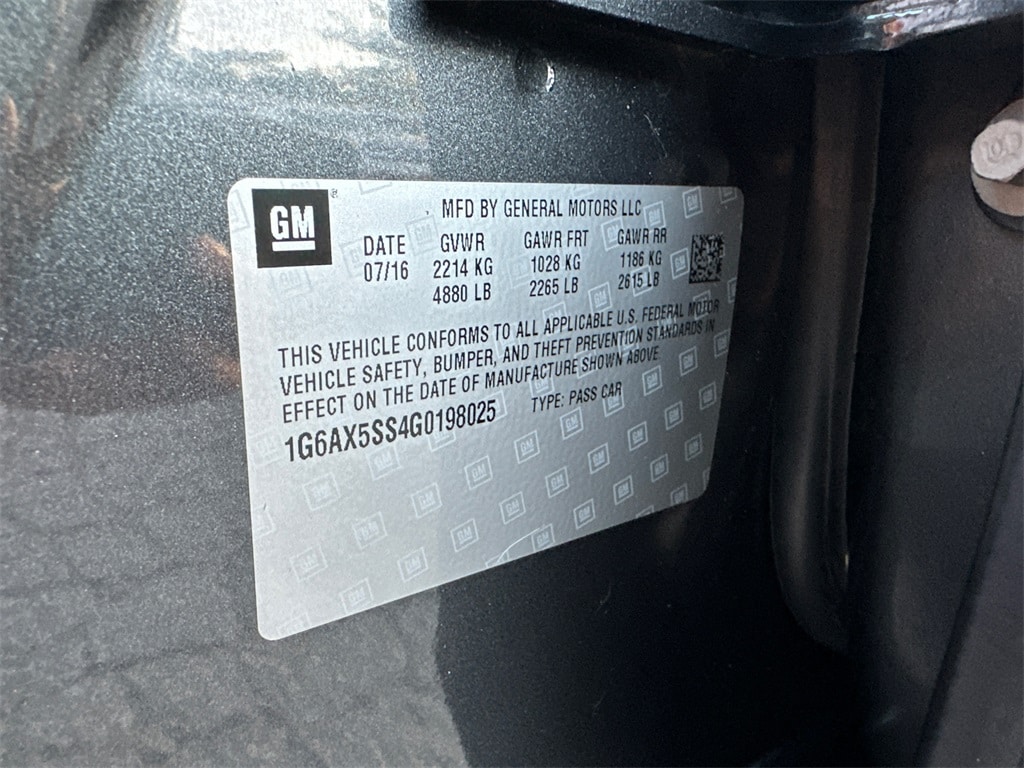 GM
MFD BY GENERAL MOTORS LLC
DATE GVWR GAWR FRT GAWR RR
07/16 2214 KG 1028 KG 1186 KG
4880 LB 2265 LB 2615 LB
THIS VEHICLE CONFORMS TO ALL APPLICABLE U.S. FEDERAL MOTOR
VEHICLE SAFETY, BUMPER, AND THEFT PREVENTION STANDARDS IN
EFFECT ON THE DATE OF MANUFACTURE SHOWN ABOVE.
1G6AX5SS4G0198025 TYPE: PASS CAR